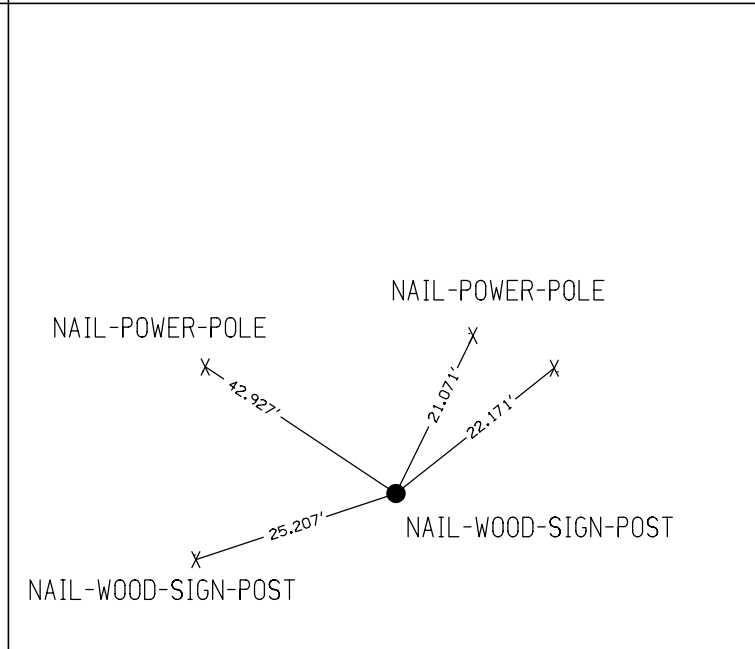 NAIL-POWER-POLE
NAIL-POWER-POLE
42.927'
21.071'
22.171'
25.207'
NAIL-WOOD-SIGN-POST
NAIL-WOOD-SIGN-POST